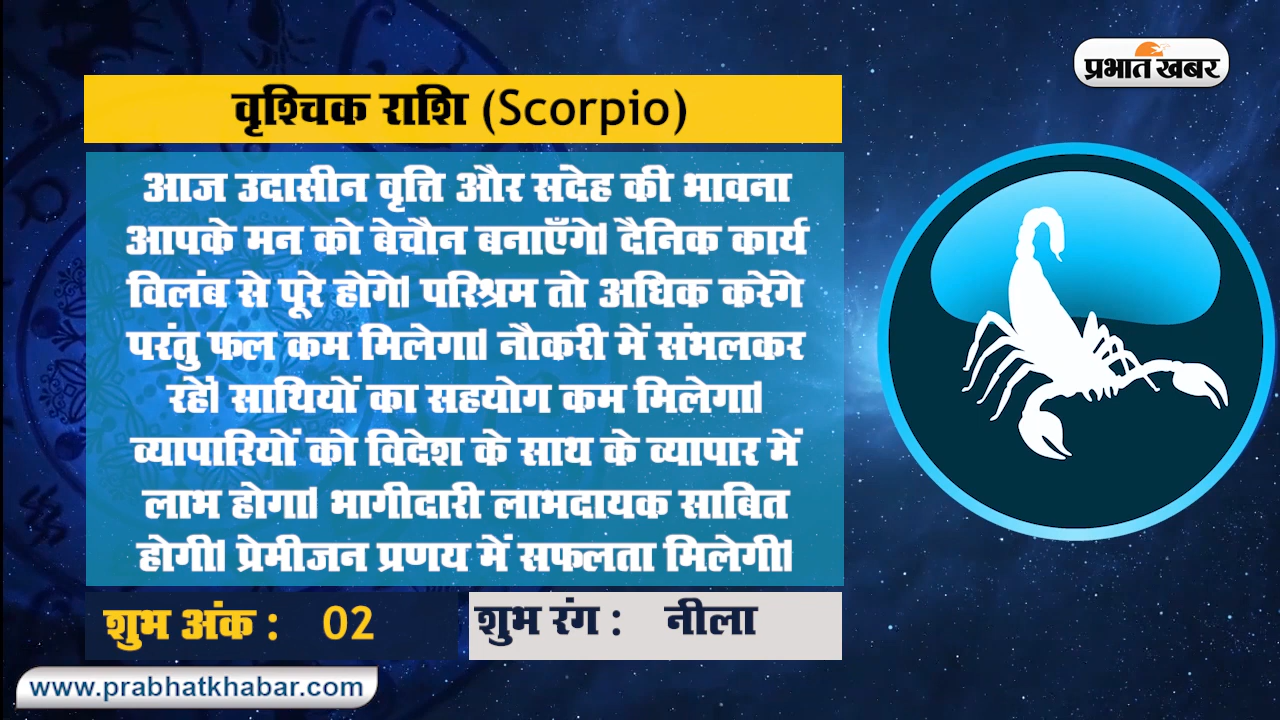 प्रभात खबर
वृश्चिक राशि (Scorpio)
आज उदासीन वृत्ति और सदेह की भावना
आपके मन को बेचौन बनाएँगे। दैनिक कार्य
विलंब से पूरे होंगे। परिश्रम तो अधिक करेंगे
परंतु फल कम मिलेगा। नौकरी में संभलकर
रहें। साथियों का सहयोग कम मिलेगा।
व्यापारियों को विदेश के साथ के व्यापार में
लाभ होगा। भागीदारी लाभदायक साबित
होगी। प्रेमीजन प्रणय में सफलता मिलेगी।
शुभ अंक : 02
शुभ रंग : नीला
www.prabhatkhabar.com